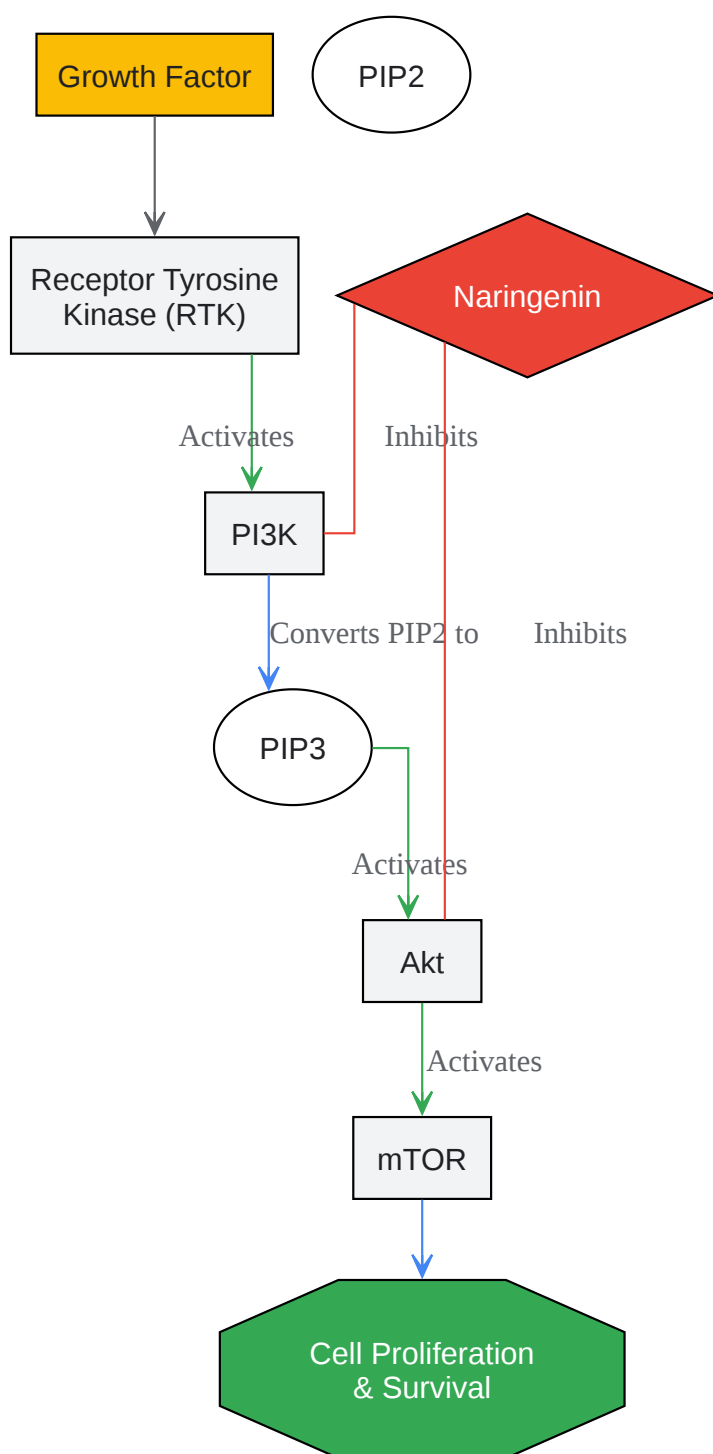 Growth Factor
PIP2
Receptor Tyrosine
Kinase (RTK)
Naringenin
Activates
Inhibits
PI3K
Converts PIP2 to
Inhibits
PIP3
Activates
Akt
Activates
mTOR
Cell Proliferation
& Survival